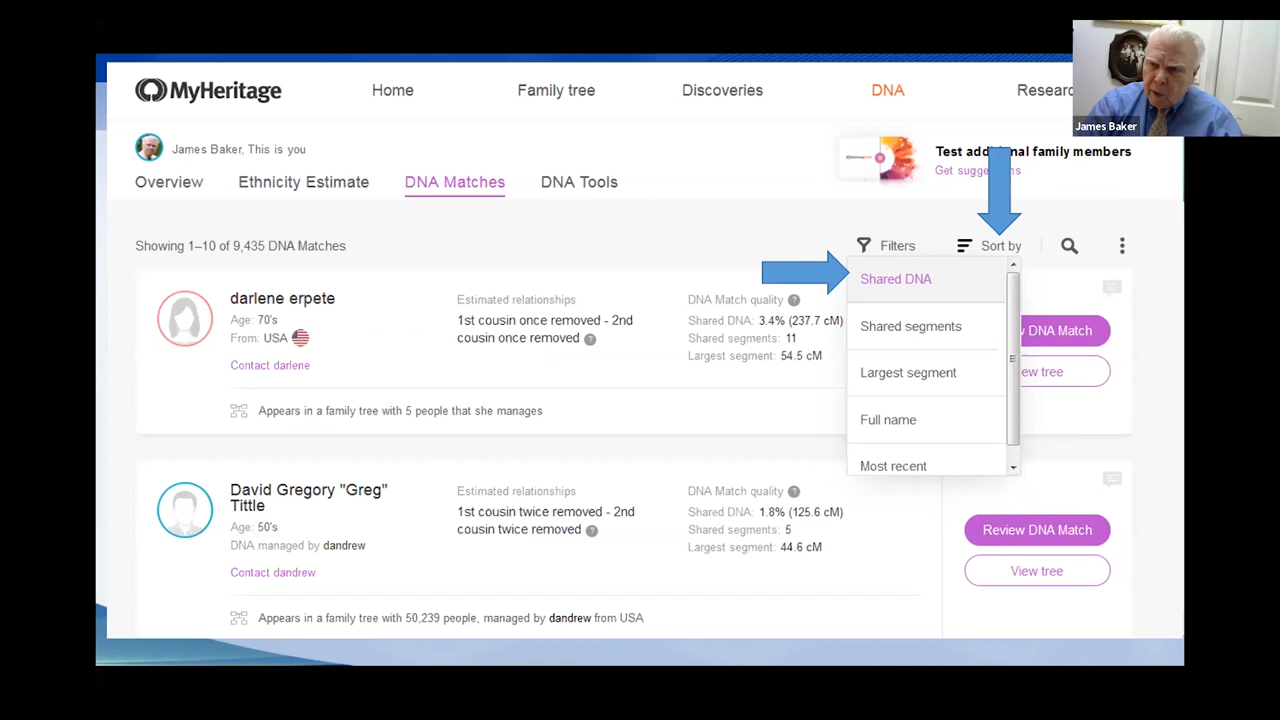 MyHeritage
Home
Family tree
Discoveries
DNA
Researc
James Baker
James Baker, This is you
Test additional family members
Get suggestions
Overview
Ethnicity Estimate
DNA Matches
DNA Tools
Showing 1–10 of 9,435 DNA Matches
Filters
Sort by
Shared DNA
Shared segments
Largest segment
Full name
Most recent
darlene erpete
Age: 70's
From: USA
Contact darlene
Estimated relationships
1st cousin once removed - 2nd
cousin once removed
DNA Match quality
Shared DNA: 3.4% (237.7 cM)
Shared segments: 11
Largest segment: 54.5 cM
DNA Match
ew tree
Appears in a family tree with 5 people that she manages
David Gregory "Greg"
Tittle
Age: 50's
DNA managed by dandrew
Contact dandrew
Estimated relationships
1st cousin twice removed - 2nd
cousin twice removed
DNA Match quality
Shared DNA: 1.8% (125.6 cM)
Shared segments: 5
Largest segment: 44.6 cM
Review DNA Match
View tree
Appears in a family tree with 50,239 people, managed by dandrew from USA